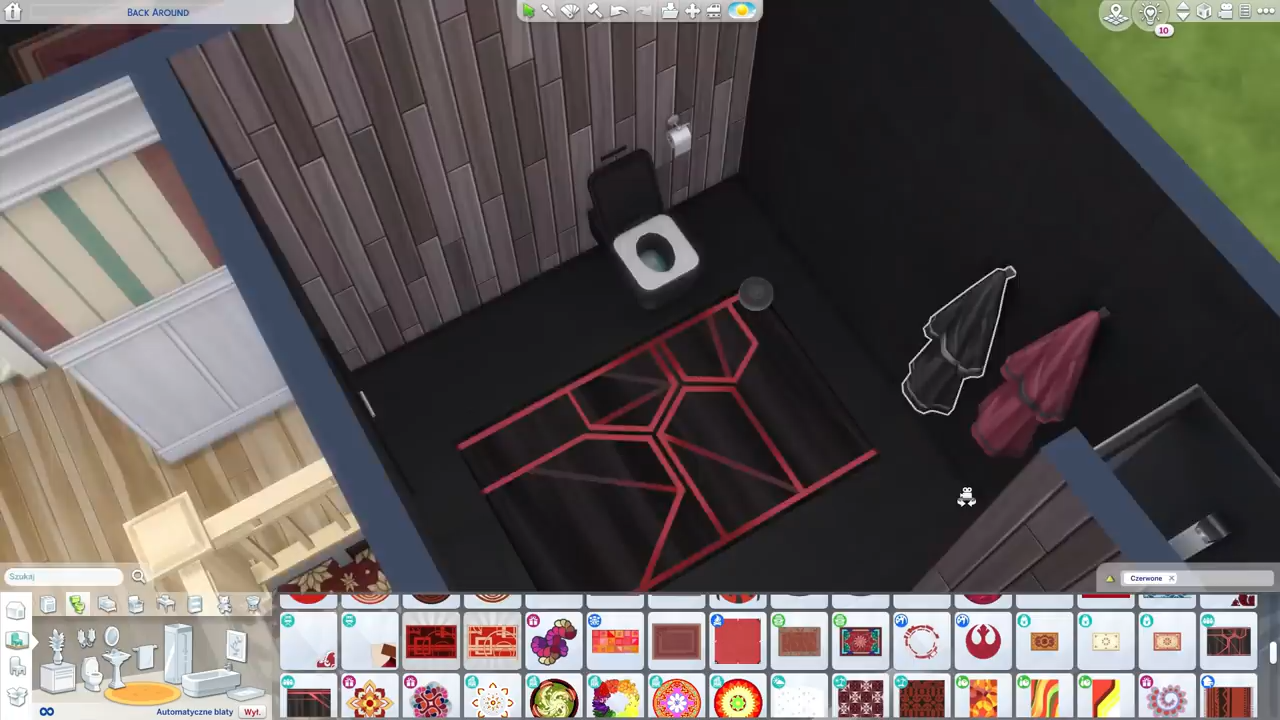 BACK AROUND
10
Szukaj
Czerwone
Automatyczne blaty
Wył.